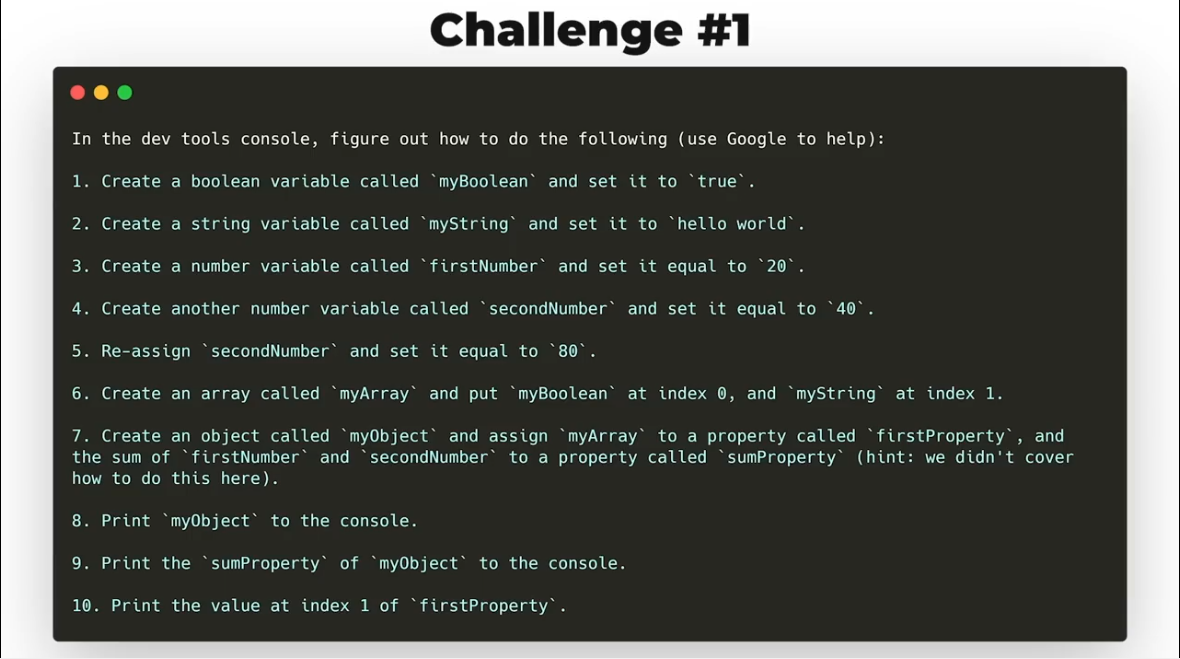 Challenge #1
In the dev tools console, figure out how to do the following (use Google to help):
1. Create a boolean variable called `myBoolean` and set it to `true`.
2. Create a string variable called `myString` and set it to `hello world`.
3. Create a number variable called `firstNumber` and set it equal to `20`.
4. Create another number variable called `secondNumber` and set it equal to `40`.
5. Re-assign `secondNumber` and set it equal to `80`.
6. Create an array called `myArray` and put `myBoolean` at index 0, and `myString` at index 1.
7. Create an object called `myObject` and assign `myArray` to a property called `firstProperty`, and
the sum of `firstNumber` and `secondNumber` to a property called `sumProperty` (hint: we didn't cover
how to do this here).
8. Print `myObject` to the console.
9. Print the `sumProperty` of `myObject` to the console.
10. Print the value at index 1 of `firstProperty`.